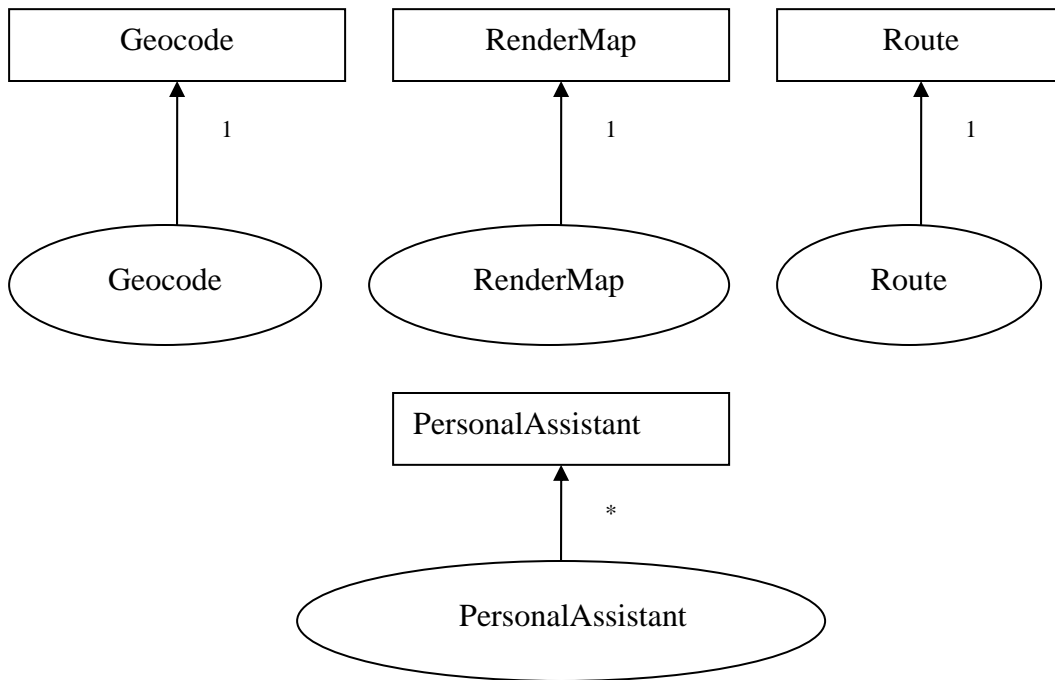 Geocode
RenderMap
Route
1
1
1
Geocode
RenderMap
Route
PersonalAssistant
*
PersonalAssistant